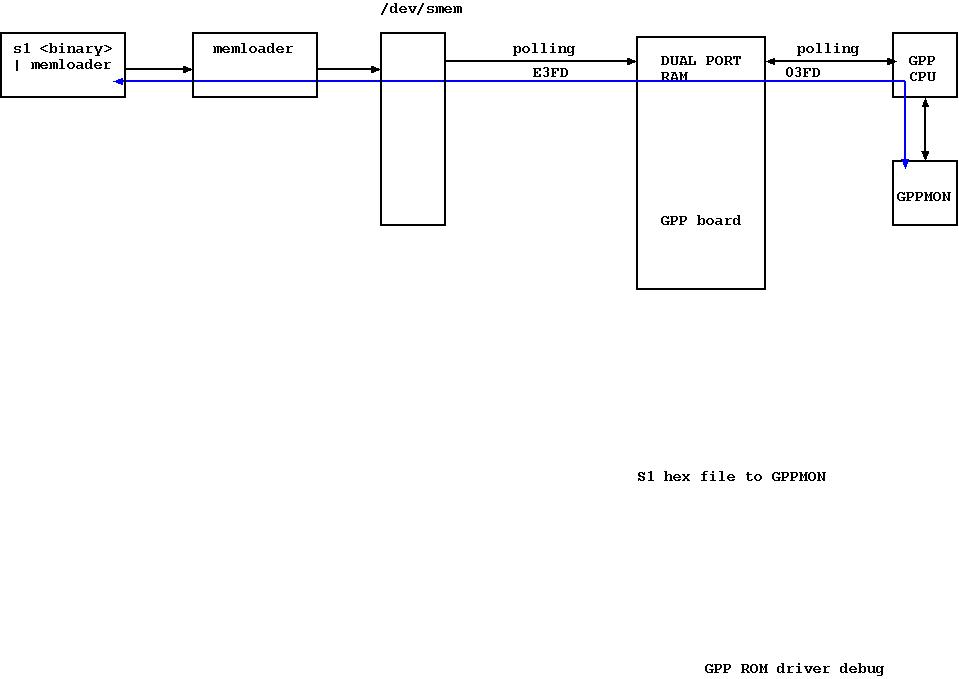 /dev/smem
s1 <binary>
| memloader
memloader
polling
E3FD
DUAL PORT
RAM
polling
03FD
GPP
CPU
GPPMON
GPP board
S1 hex file to GPPMON
GPP ROM driver debug